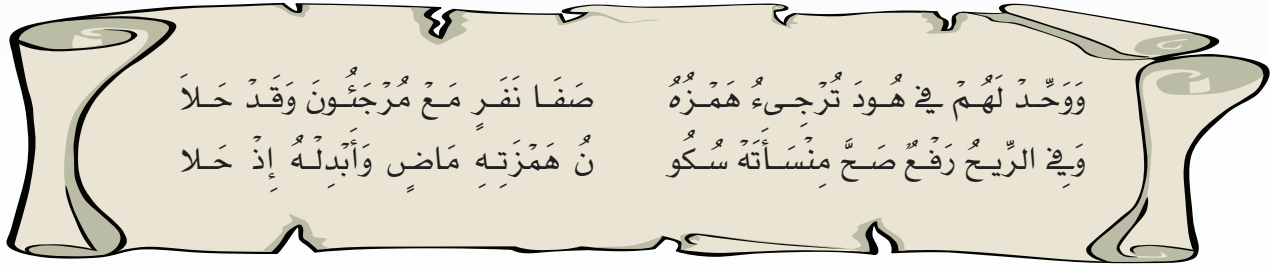 وَوَحِّدْ لَهُمْ فِي هُودَ تُرْجِىءُ هَمْزُهُ صَفَا نَفَرٍ مَعْ مُرْجَئُونَ وَقَدْ حَلاَ
وَفِي الرِّيحُ رَفْعٌ صَحَّ مِنْسَأَتَهْ سُكُو نُ هَمْزَتِهِ مَاضٍ وَأَبْدِلْهُ إِذْ حَلا